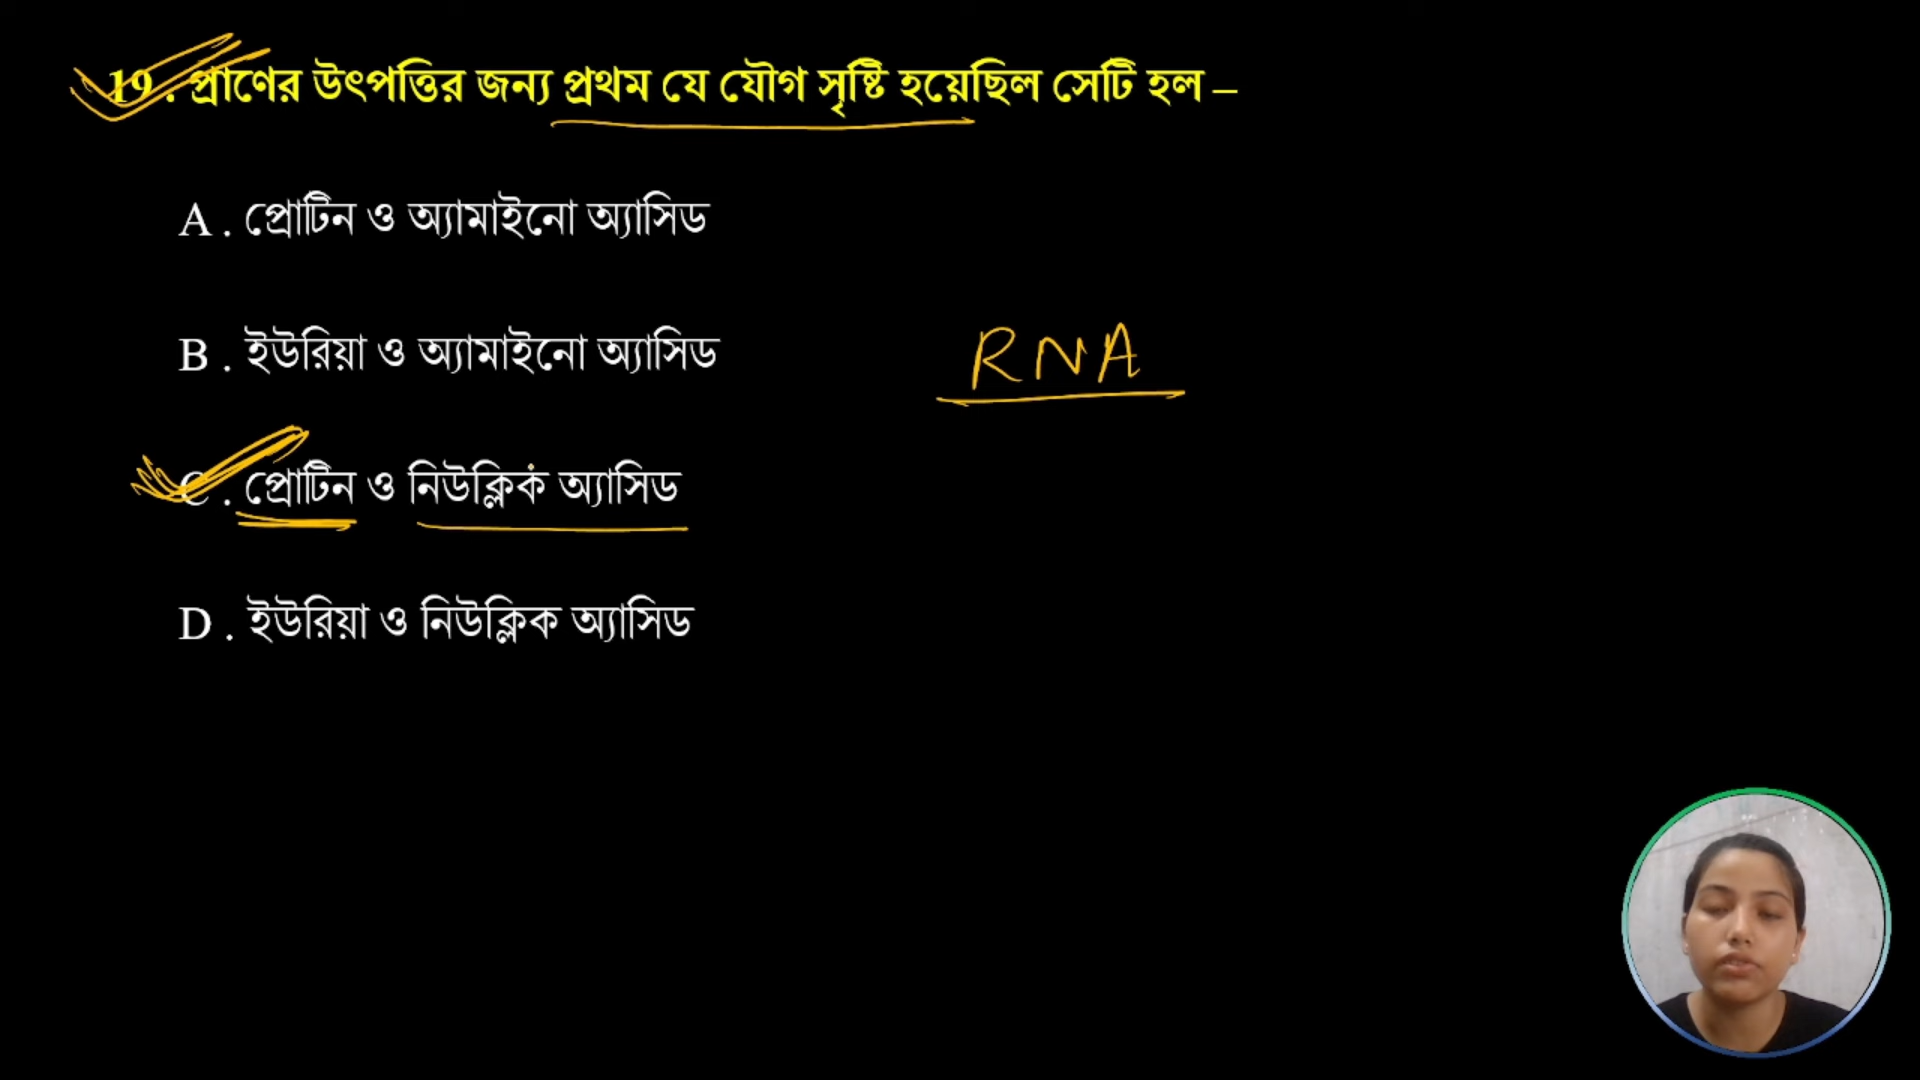 19 . প্রাণের উৎপত্তির জন্য প্রথম যে যৌগ সৃষ্টি হয়েছিল সেটি হল –
A . প্রোটিন ও অ্যামাইনো অ্যাসিড
B . ইউরিয়া ও অ্যামাইনো অ্যাসিড
RNA
C . প্রোটিন ও নিউক্লিক অ্যাসিড
D . ইউরিয়া ও নিউক্লিক অ্যাসিড